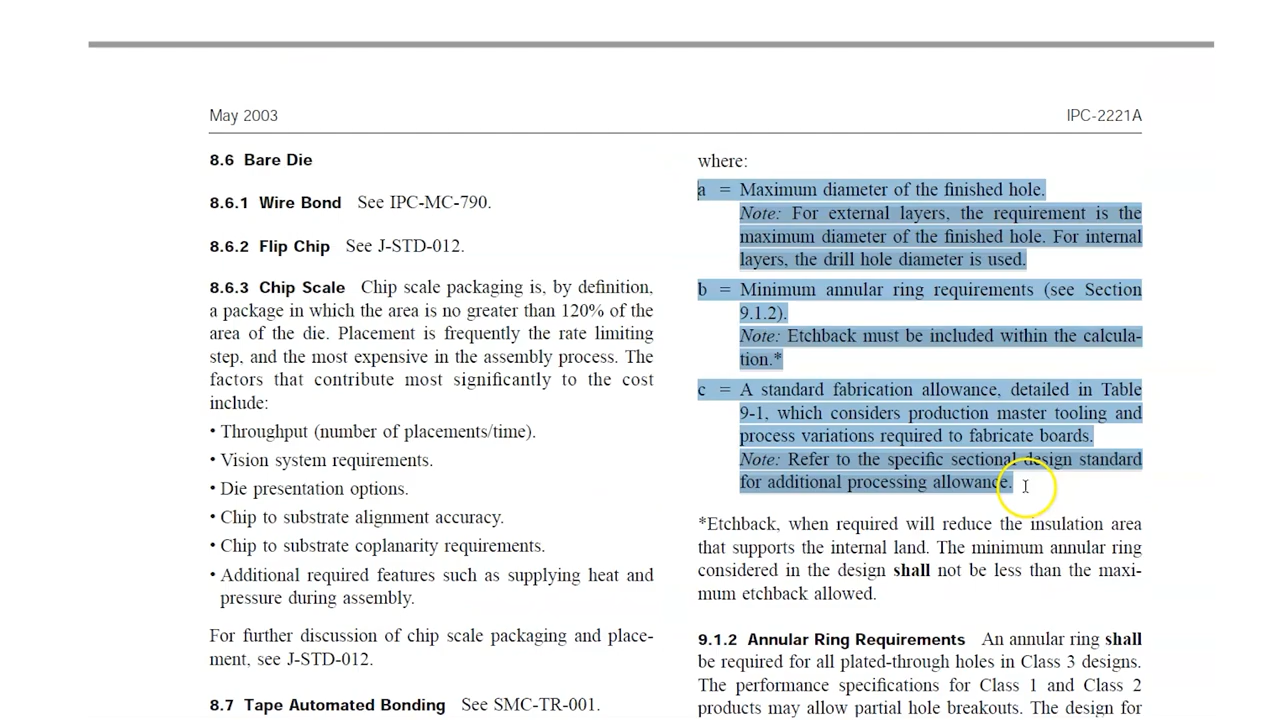 May 2003
IPC-2221A
8.6 Bare Die
8.6.1 Wire Bond See IPC-MC-790.
8.6.2 Flip Chip See J-STD-012.
8.6.3 Chip Scale Chip scale packaging is, by definition,
a package in which the area is no greater than 120% of the
area of the die. Placement is frequently the rate limiting
step, and the most expensive in the assembly process. The
factors that contribute most significantly to the cost
include:
• Throughput (number of placements/time).
• Vision system requirements.
• Die presentation options.
• Chip to substrate alignment accuracy.
• Chip to substrate coplanarity requirements.
• Additional required features such as supplying heat and
pressure during assembly.
For further discussion of chip scale packaging and place-
ment, see J-STD-012.
8.7 Tape Automated Bonding See SMC-TR-001.
where:
a = Maximum diameter of the finished hole.
Note: For external layers, the requirement is the
maximum diameter of the finished hole. For internal
layers, the drill hole diameter is used.
b = Minimum annular ring requirements (see Section
9.1.2).
Note: Etchback must be included within the calcula-
tion.*
c = A standard fabrication allowance, detailed in Table
9-1, which considers production master tooling and
process variations required to fabricate boards.
Note: Refer to the specific sectional design standard
for additional processing allowance.
*Etchback, when required will reduce the insulation area
that supports the internal land. The minimum annular ring
considered in the design shall not be less than the maxi-
mum etchback allowed.
9.1.2 Annular Ring Requirements An annular ring shall
be required for all plated-through holes in Class 3 designs.
The performance specifications for Class 1 and Class 2
products may allow partial hole breakouts. The design for